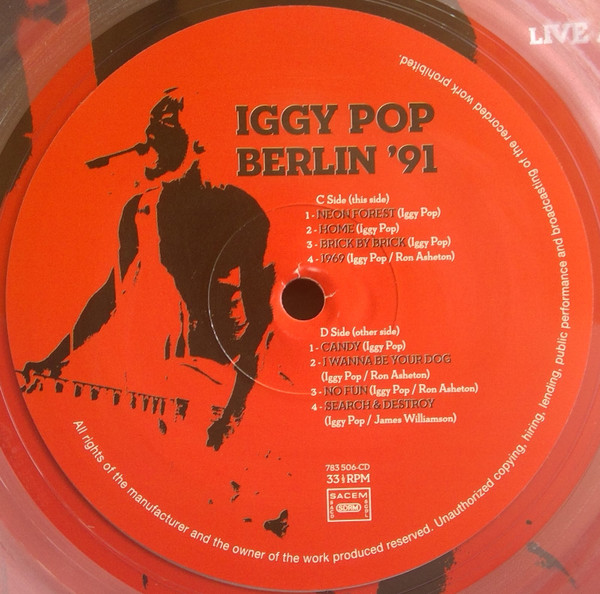 LIVE
IGGY POP
BERLIN '91
C Side (this side)
1 - NEON FOREST (Iggy Pop)
2 - HOME (Iggy Pop)
3 - BRICK BY BRICK (Iggy Pop)
4 - 1969 (Iggy Pop / Ron Asheton)
D Side (other side)
1 - CANDY (Iggy Pop)
2 - I WANNA BE YOUR DOG
(Iggy Pop / Ron Asheton)
3 - NO FUN (Iggy Pop / Ron Asheton)
4 - SEARCH & DESTROY
(Iggy Pop / James Williamson)
783 506-CD
33 ⅓ RPM
SACEM
SDRM
All rights of the manufacturer and the owner of the work produced reserved. Unauthorized copying, hiring, lending, public performance and broadcasting of the recorded work prohibited.